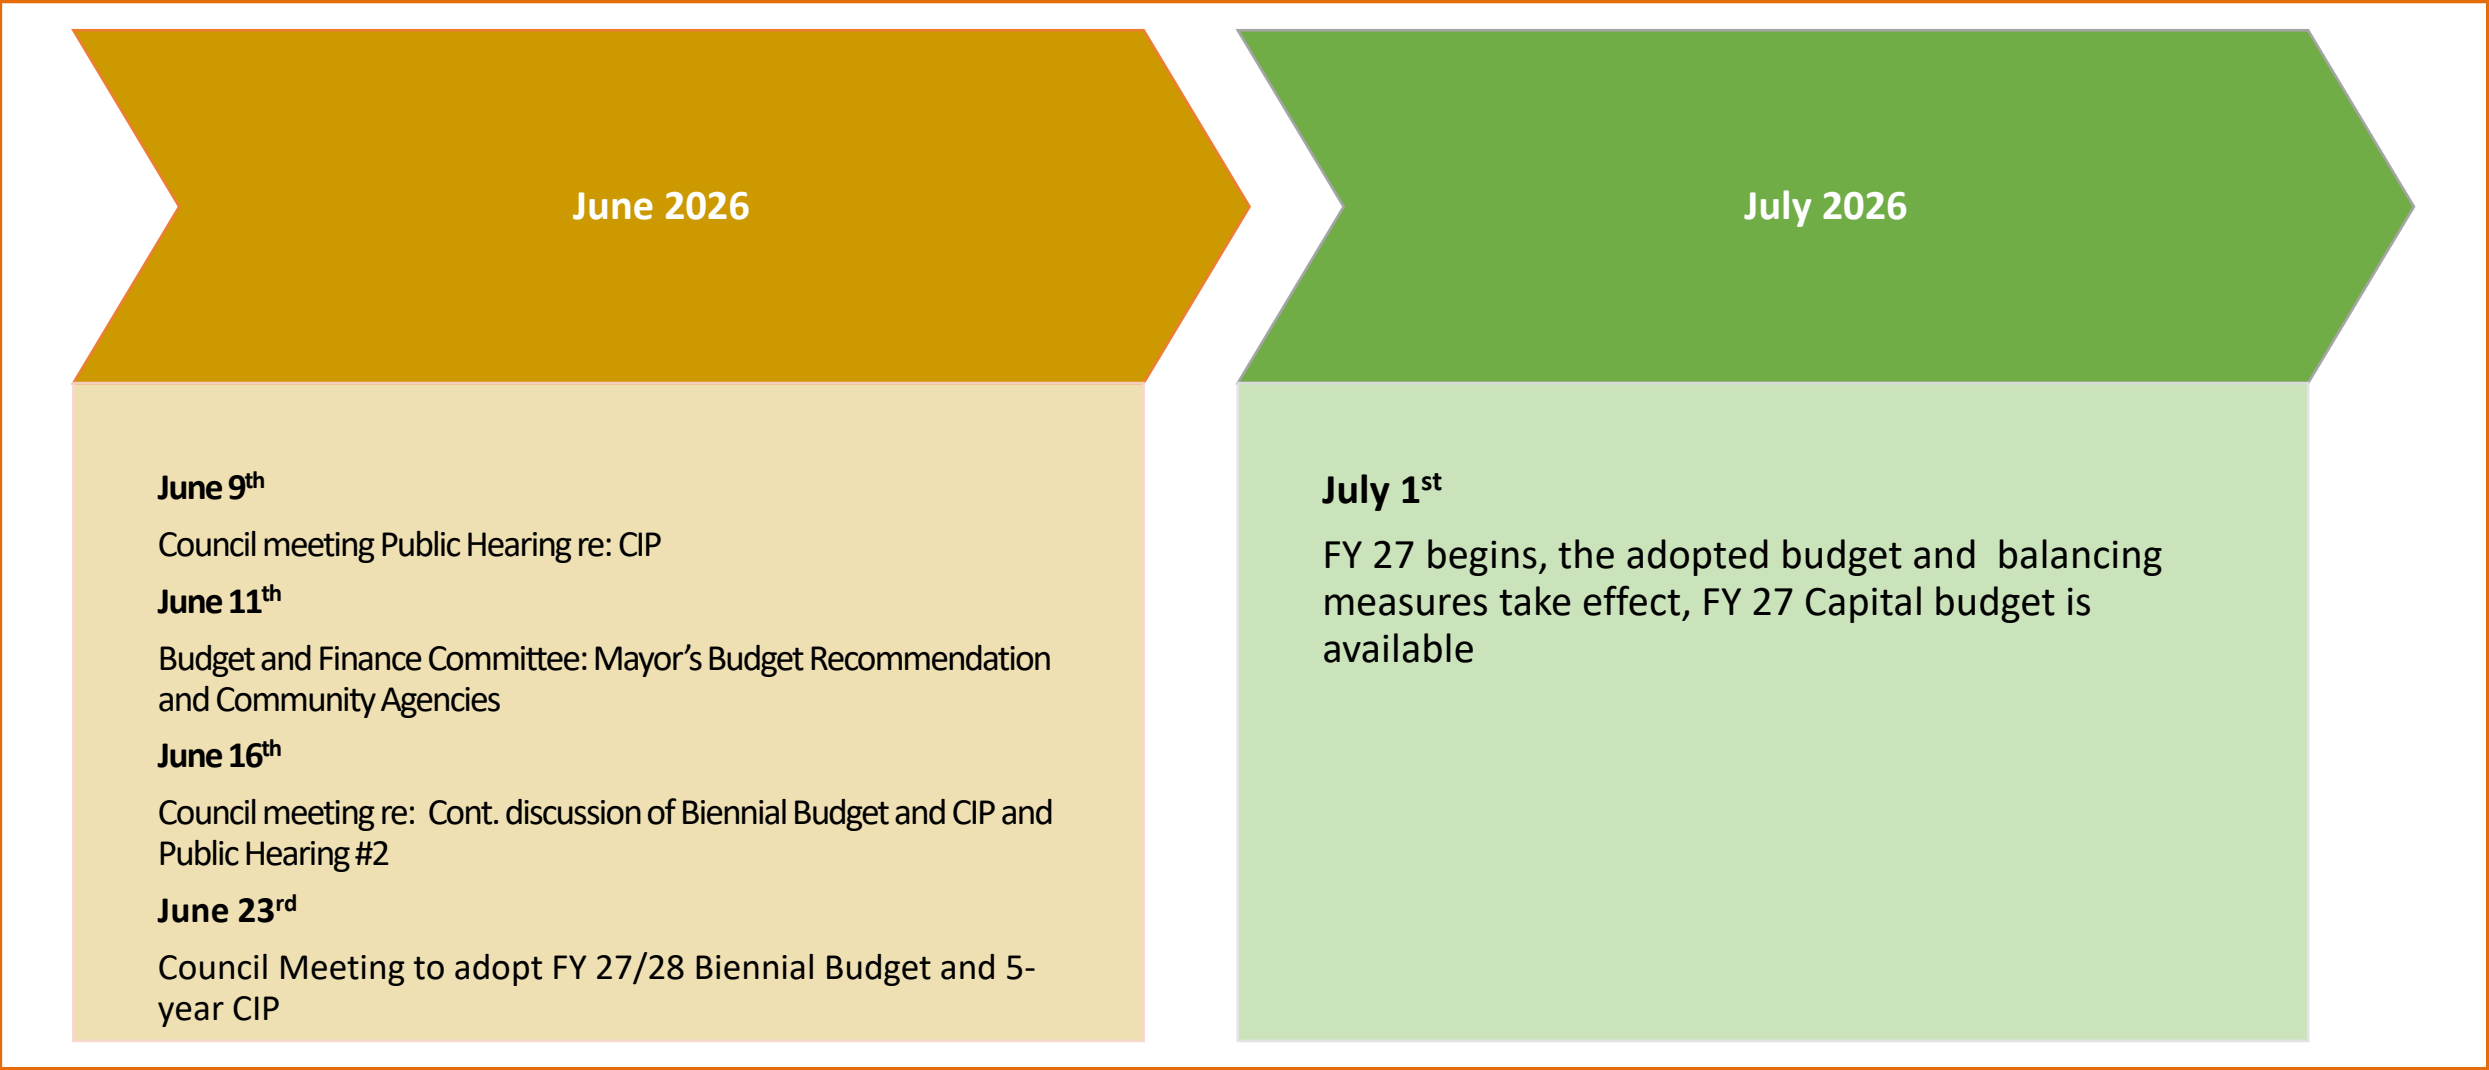 June 2026
June 9th
Council meeting Public Hearing re: CIP
June 11th
Budget and Finance Committee: Mayor’s Budget Recommendation
and Community Agencies
June 16th
Council meeting re:  Cont. discussion of Biennial Budget and CIP and
Public Hearing #2
June 23rd
Council Meeting to adopt FY 27/28 Biennial Budget and 5-
year CIP
July 2026
July 1st
FY 27 begins, the adopted budget and  balancing
measures take effect, FY 27 Capital budget is
available